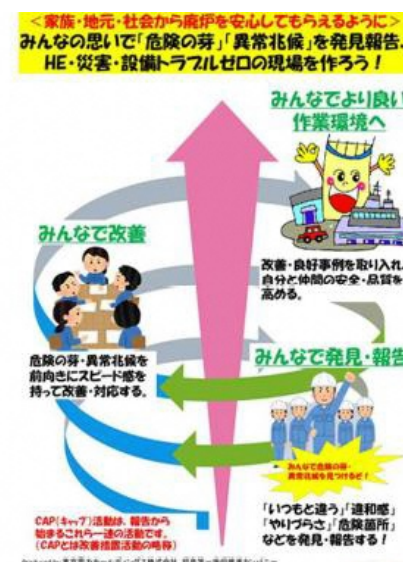 ＜家族・地元・社会から廃炉を安心してもらえるように＞
みんなの思いで「危険の芽」「異常兆候」を発見報告、
HE・災害・設備トラブルゼロの現場を作ろう！
みんなでより良い
作業環境へ
改善・良好事例を取り入れ、
自分と仲間の安全・品質を
高める。
みんなで改善
危険の芽・異常兆候を
前向きにスピード感を
持って改善・対応する。
みんなで発見・報告
みんなで危険の芽・
異常兆候を見つけるぞ！
「いつもと違う」「違和感」
「やりづらさ」「危険箇所」
などを発見・報告する！
CAP(キャップ)活動は、報告から
始まるこれら一連の活動です。
(CAPとは改善措置活動の略称)